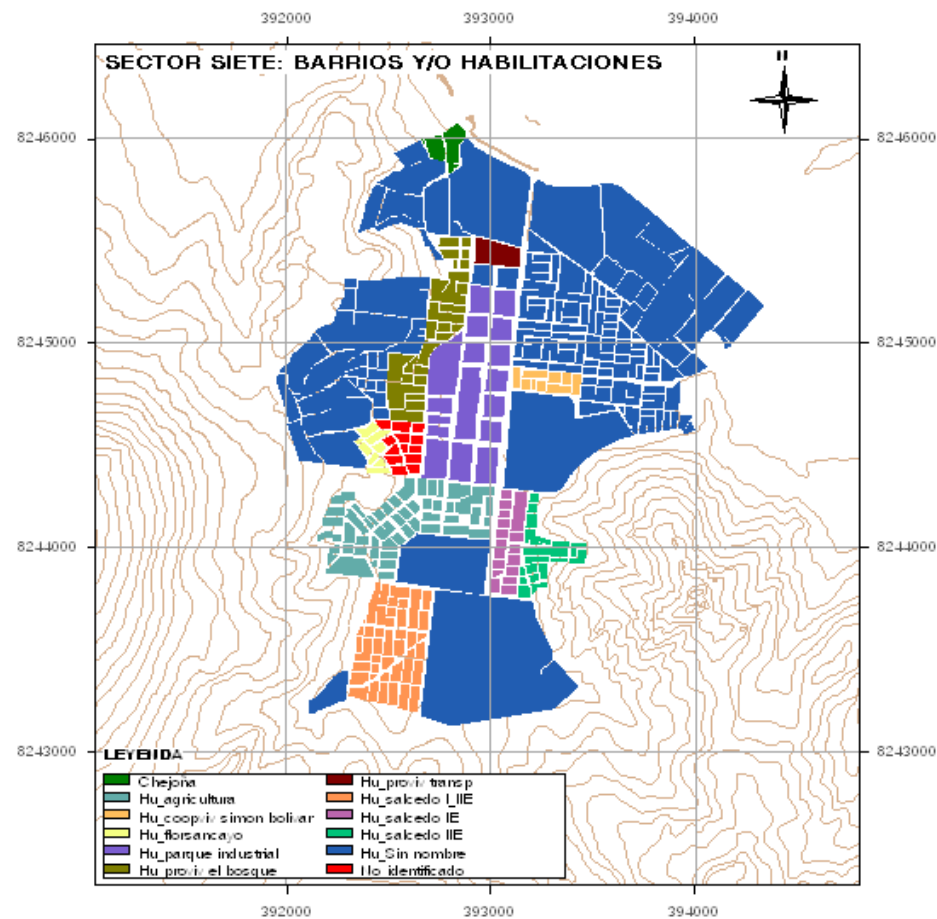 392000 393000 394000
SECTOR SIETE: BARRIOS Y/O HABILITACIONES
N
8246000 8246000
8245000 8245000
8244000 8244000
8243000 8243000
LEYENDA
Chejoña
Hu_agricultura
Hu_coopviv simon bolivar
Hu_florsancayo
Hu_parque industrial
Hu_proviv el bosque
Hu_proviv transp
Hu_salcedo I_IIE
Hu_salcedo IE
Hu_salcedo IIE
Hu_Sin nombre
No_identificado
392000 393000 394000